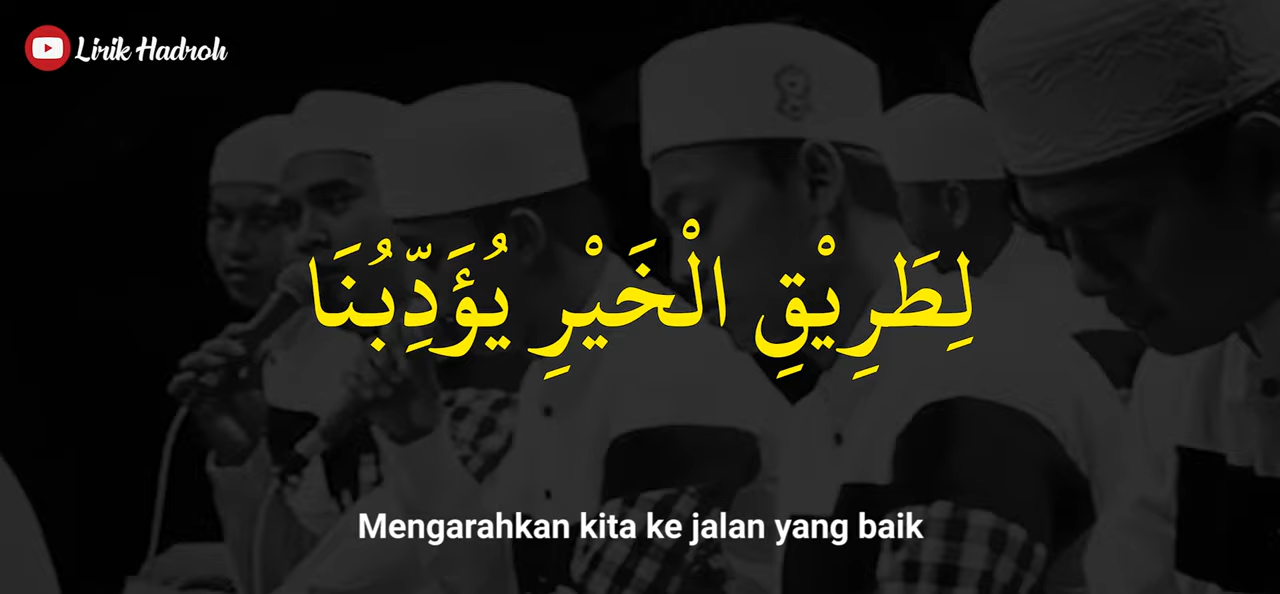 Lirik Hadroh
لِطَرِيْقِ الْخَيْرِ يُؤَدِّبُنَا
Mengarahkan kita ke jalan yang baik